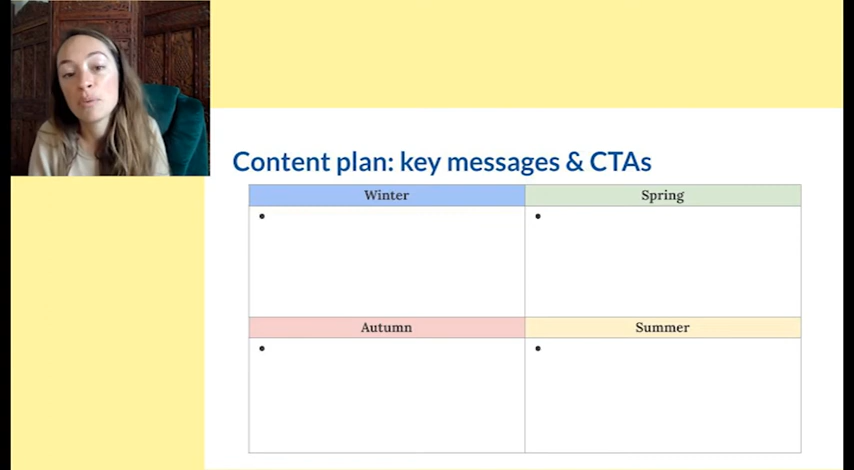 Content plan: key messages & CTAs
Winter
Spring
•
•
Autumn
Summer
•
•